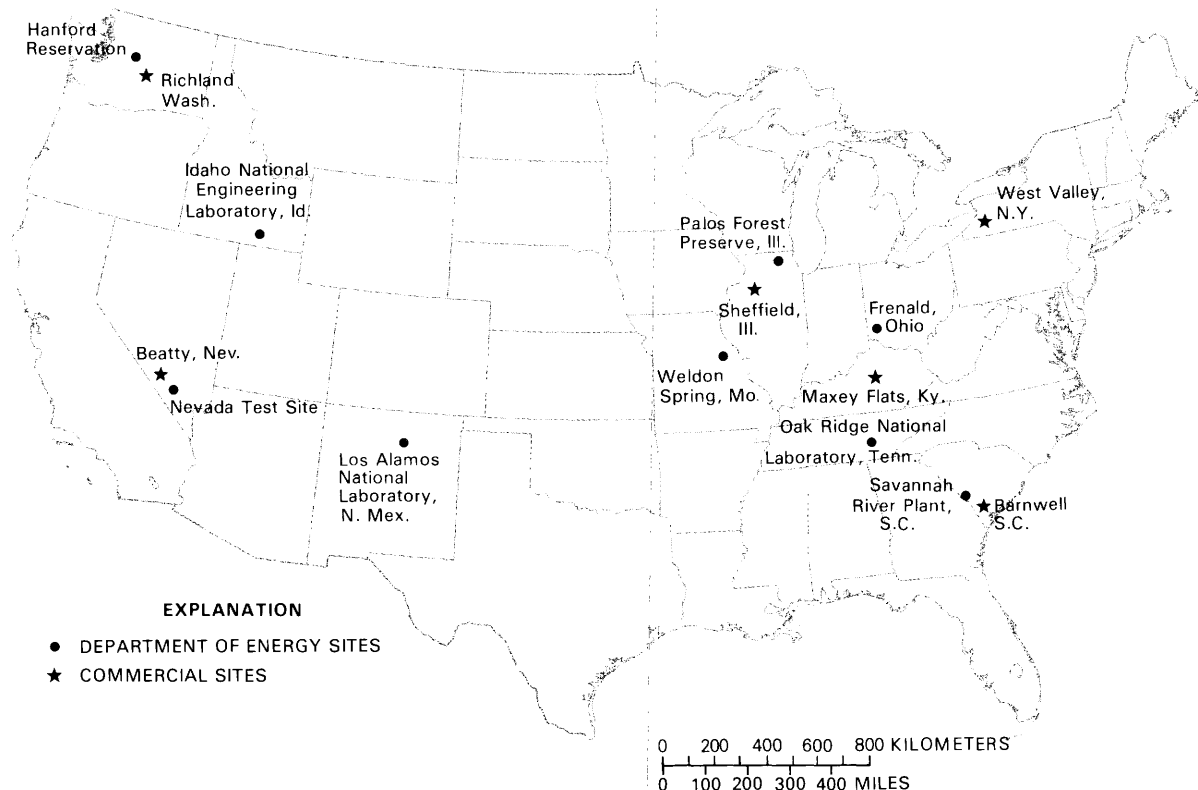 Hanford
Reservation
Richland
Wash.
Idaho National
Engineering
Laboratory, Id.
Palos Forest
Preserve, Ill.
West Valley,
N.Y.
Sheffield,
Ill.
Frenald,
Ohio
Beatty, Nev.
Nevada Test Site
Weldon
Spring, Mo.
Maxey Flats, Ky.
Oak Ridge National
Laboratory, Tenn.
Los Alamos
National
Laboratory,
N. Mex.
Savannah
River Plant,
S.C.
Barnwell
S.C.
EXPLANATION
DEPARTMENT OF ENERGY SITES
COMMERCIAL SITES
0 200 400 600 800 KILOMETERS
0 100 200 300 400 MILES